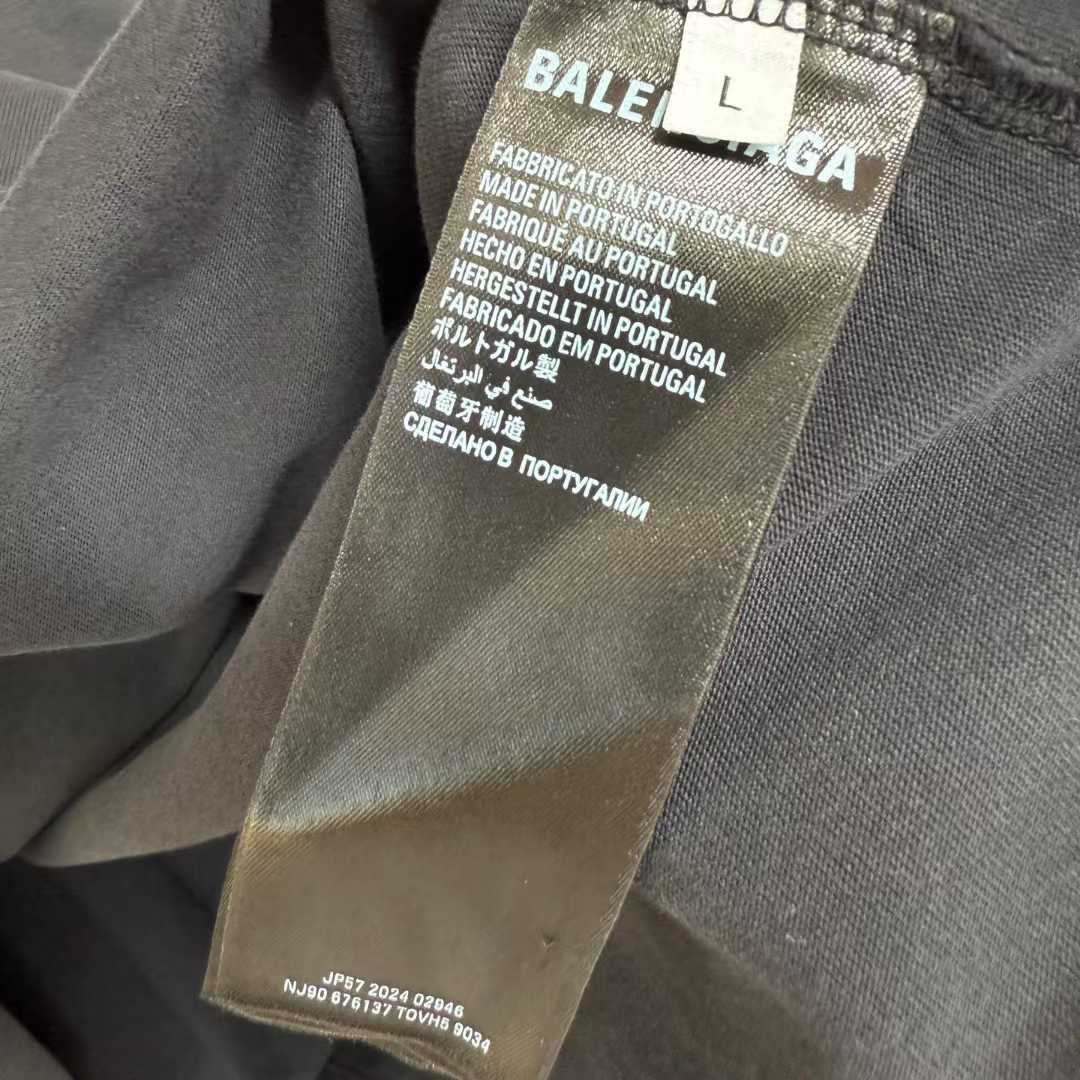 L
BALENCIAGA
FABBRICATO IN PORTOGALLO
MADE IN PORTUGAL
FABRIQUÉ AU PORTUGAL
HECHO EN PORTUGAL
HERGESTELLT IN PORTUGAL
FABRICADO EM PORTUGAL
ポルトガル製
صنع في البرتغال
葡萄牙制造
СДЕЛАНО В ПОРТУГАЛИИ
JP57 2024 02946
NJ90 676137 TOVH5 9034